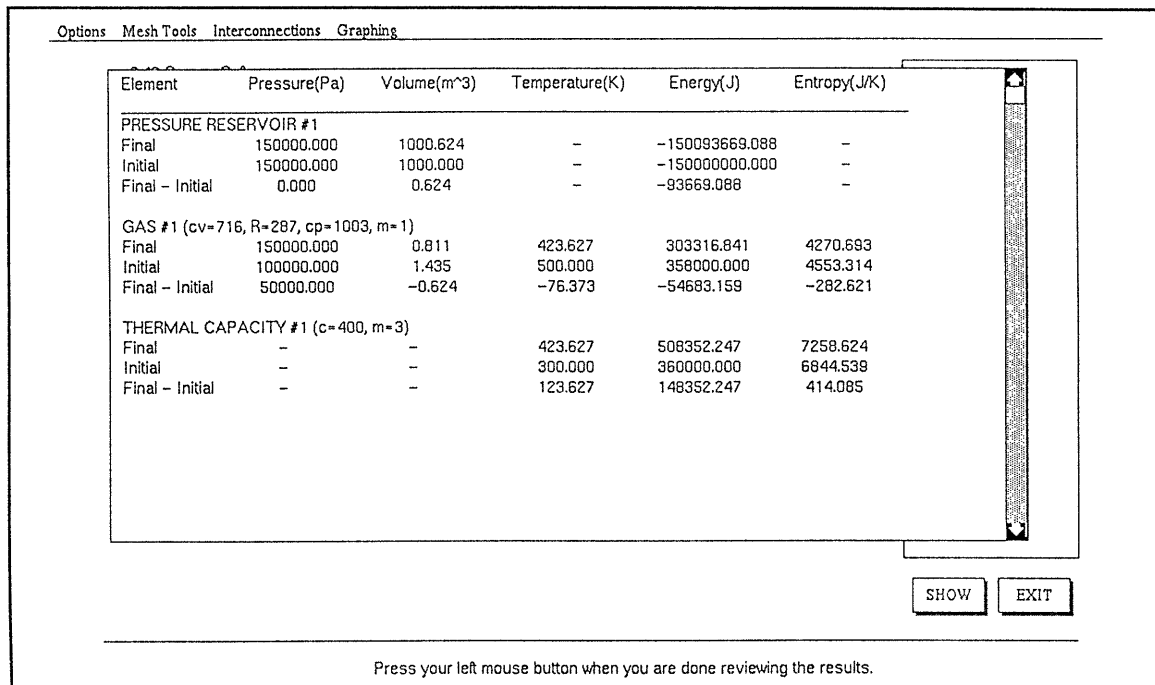 Options Mesh Tools Interconnections Graphing
Element Pressure(Pa) Volume(m^3) Temperature(K) Energy(J) Entropy(J/K)
PRESSURE RESERVOIR #1
Final 150000.000 1000.624 – -150093669.088 –
Initial 150000.000 1000.000 – -150000000.000 –
Final – Initial 0.000 0.624 – -93669.088 –
GAS #1 (cv=716, R=287, cp=1003, m=1)
Final 150000.000 0.811 423.627 303316.841 4270.693
Initial 100000.000 1.435 500.000 358000.000 4553.314
Final – Initial 50000.000 -0.624 -76.373 -54683.159 -282.621
THERMAL CAPACITY #1 (c=400, m=3)
Final – – 423.627 508352.247 7258.624
Initial – – 300.000 360000.000 6844.539
Final – Initial – – 123.627 148352.247 414.085
SHOW EXIT
Press your left mouse button when you are done reviewing the results.